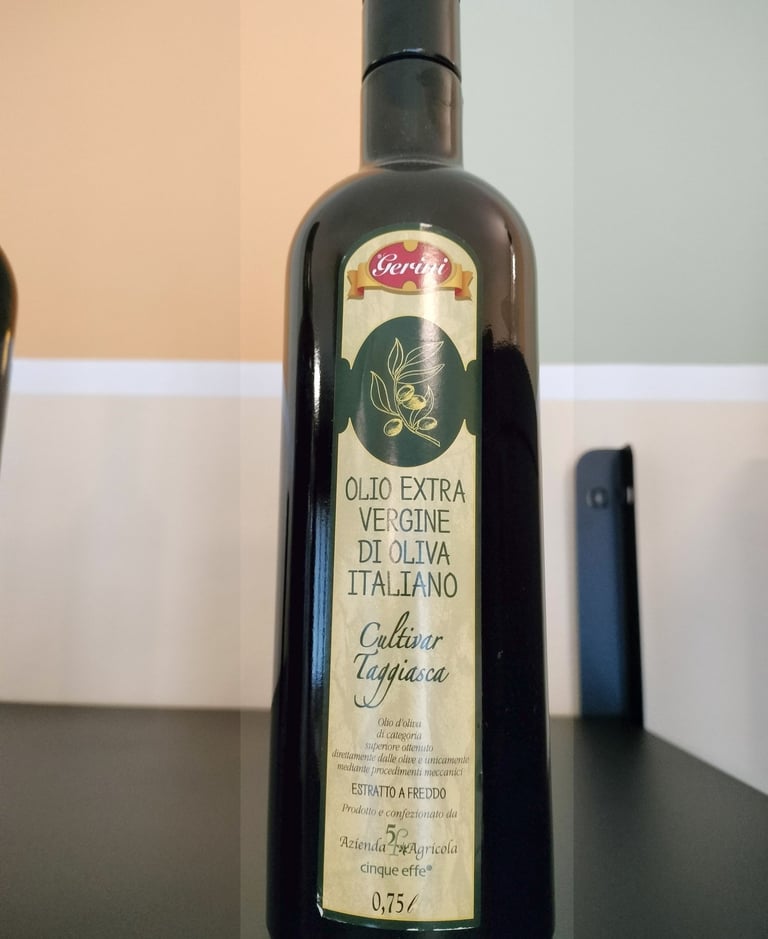 Gerini
OLIO EXTRA
VERGINE
DI OLIVA
ITALIANO
Cultivar
Taggiasca
Olio d'oliva
di categoria
superiore ottenuto
direttamente dalle olive e unicamente
mediante procedimenti meccanici
ESTRATTO A FREDDO
Prodotto e confezionato da
5f
Azienda Agricola
cinque effe®
0,75 ℓ